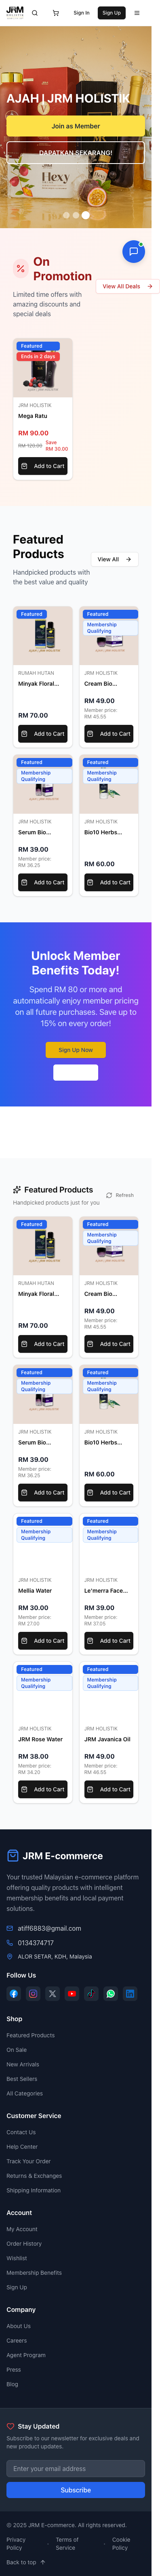 JRM
HOLISTIK
Sign In
Sign Up
AJAH I JRM HOLISTIK
Join as Member
DAPATKAN SEKARANG!
Hexy
On Promotion
Limited time offers with
amazing discounts and
special deals
View All Deals
Featured
Ends in 2 days
JRM HOLISTIK
Mega Ratu
RM 90.00
RM 120.00
Save
RM 30.00
Add to Cart
Featured
Products
Handpicked products with
the best value and quality
View All
Featured
RUMAH HUTAN
Minyak Floral...
RM 70.00
Add to Cart
Featured
Membership
Qualifying
JRM HOLISTIK
Cream Bio...
RM 49.00
Member price:
RM 45.55
Add to Cart
Featured
Membership
Qualifying
JRM HOLISTIK
Serum Bio...
RM 39.00
Member price:
RM 36.25
Add to Cart
Featured
Membership
Qualifying
JRM HOLISTIK
Bio10 Herbs...
RM 60.00
Add to Cart
Unlock Member
Benefits Today!
Spend RM 80 or more and
automatically enjoy member pricing
on all future purchases. Save up to
15% on every order!
Sign Up Now
Featured Products
Handpicked products just for you
Refresh
Featured
RUMAH HUTAN
Minyak Floral...
RM 70.00
Add to Cart
Featured
Membership
Qualifying
JRM HOLISTIK
Cream Bio...
RM 49.00
Member price:
RM 45.55
Add to Cart
Featured
Membership
Qualifying
JRM HOLISTIK
Serum Bio...
RM 39.00
Member price:
RM 36.25
Add to Cart
Featured
Membership
Qualifying
JRM HOLISTIK
Bio10 Herbs...
RM 60.00
Add to Cart
Featured
Membership
Qualifying
JRM HOLISTIK
Mellia Water
RM 30.00
Member price:
RM 27.00
Add to Cart
Featured
Membership
Qualifying
JRM HOLISTIK
Le'merra Face...
RM 39.00
Member price:
RM 37.05
Add to Cart
Featured
Membership
Qualifying
JRM HOLISTIK
JRM Rose Water
RM 38.00
Member price:
RM 34.20
Add to Cart
Featured
Membership
Qualifying
JRM HOLISTIK
JRM Javanica Oil
RM 49.00
Member price:
RM 46.55
Add to Cart
JRM E-commerce
Your trusted Malaysian e-commerce platform
offering quality products with intelligent
membership benefits and local payment
solutions.
atiff6883@gmail.com
0134374717
ALOR SETAR, KDH, Malaysia
Follow Us
Shop
Featured Products
On Sale
New Arrivals
Best Sellers
All Categories
Customer Service
Contact Us
Help Center
Track Your Order
Returns & Exchanges
Shipping Information
Account
My Account
Order History
Wishlist
Membership Benefits
Sign Up
Company
About Us
Careers
Agent Program
Press
Blog
Stay Updated
Subscribe to our newsletter for exclusive deals and
new product updates.
Enter your email address
Subscribe
© 2025 JRM E-commerce. All rights reserved.
Privacy
Policy
Terms of
Service
Cookie
Policy
Back to top